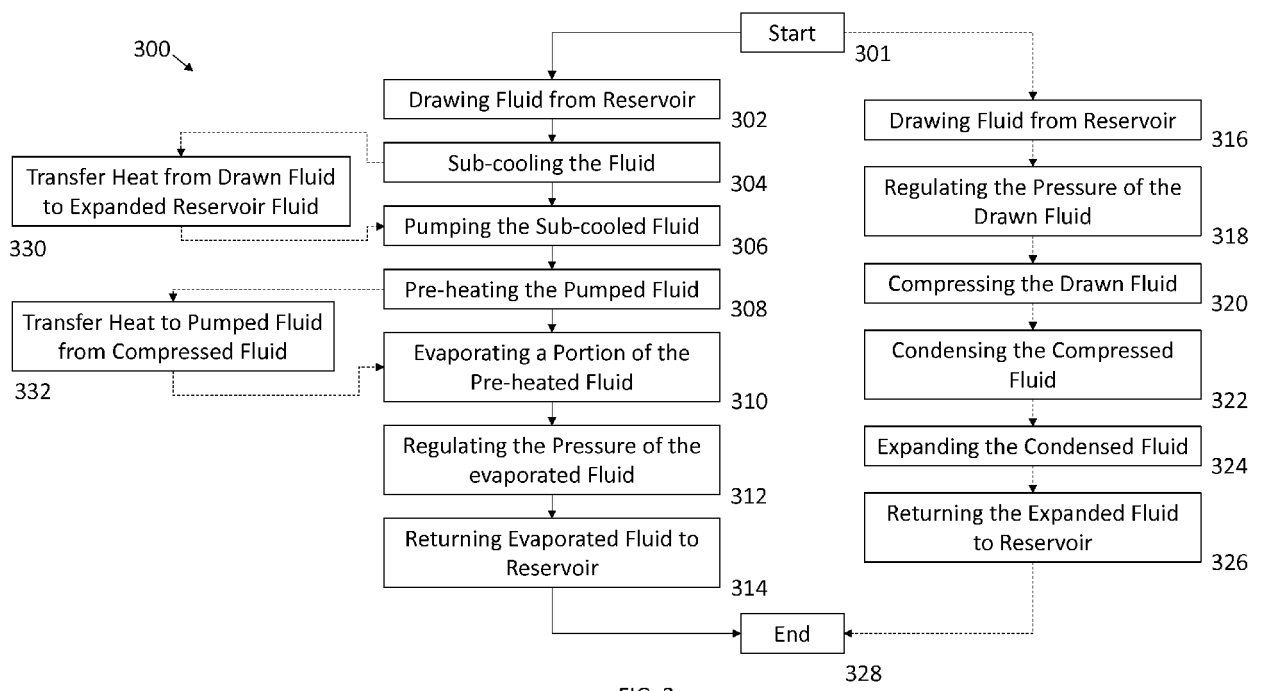 300
Start
301
Drawing Fluid from Reservoir
302
Sub-cooling the Fluid
304
Transfer Heat from Drawn Fluid
to Expanded Reservoir Fluid
330
Pumping the Sub-cooled Fluid
306
Pre-heating the Pumped Fluid
308
Transfer Heat to Pumped Fluid
from Compressed Fluid
332
Evaporating a Portion of the
Pre-heated Fluid
310
Regulating the Pressure of the
evaporated Fluid
312
Returning Evaporated Fluid to
Reservoir
314
Drawing Fluid from Reservoir
316
Regulating the Pressure of the
Drawn Fluid
318
Compressing the Drawn Fluid
320
Condensing the Compressed
Fluid
322
Expanding the Condensed Fluid
324
Returning the Expanded Fluid
to Reservoir
326
End
328